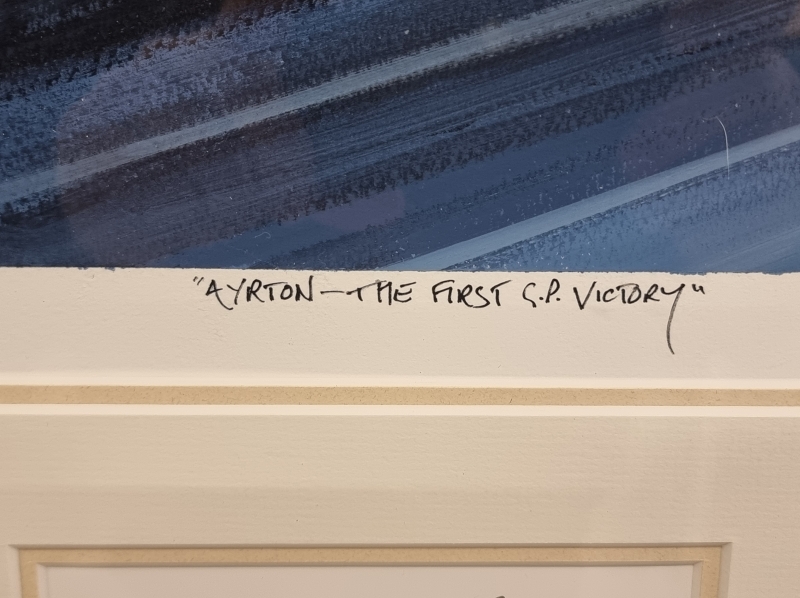 "AYRTON – THE FIRST G.P. VICTORY"